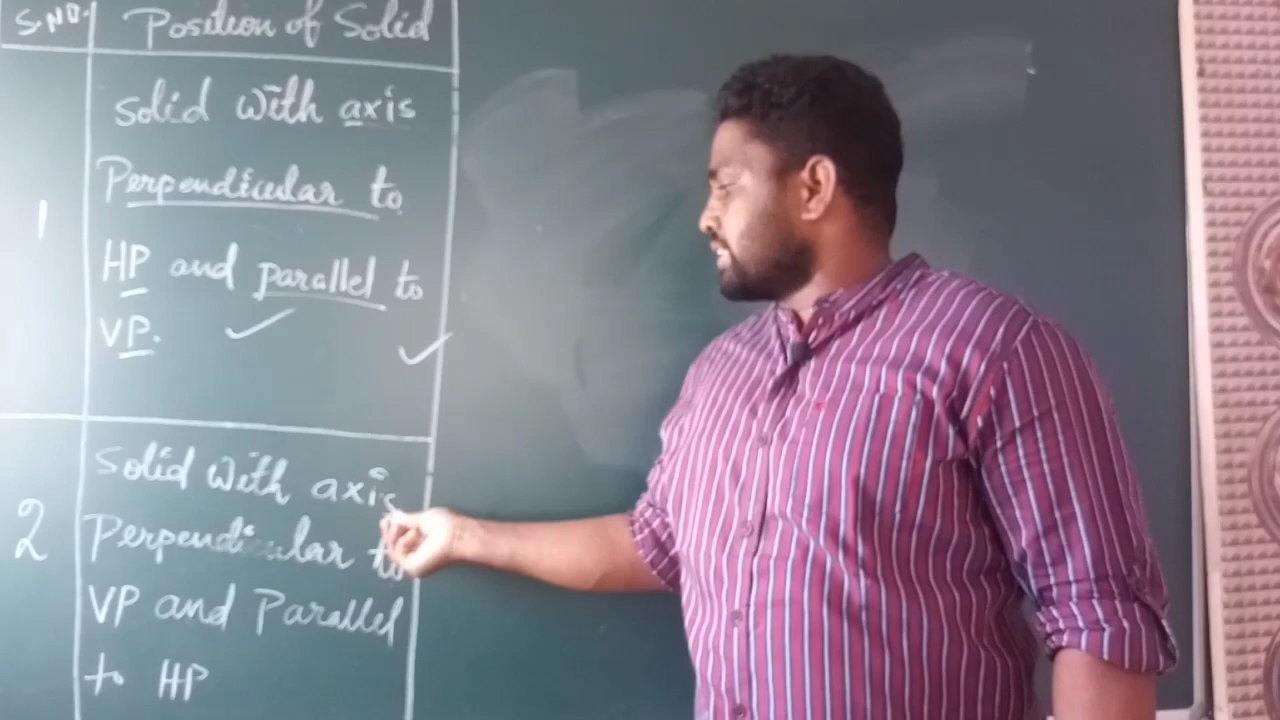 S.NO. Position of Solid
Solid with axis
Perpendicular to
1
HP and parallel to
VP.
Solid with axis
2 Perpendicular to
VP and Parallel
to HP